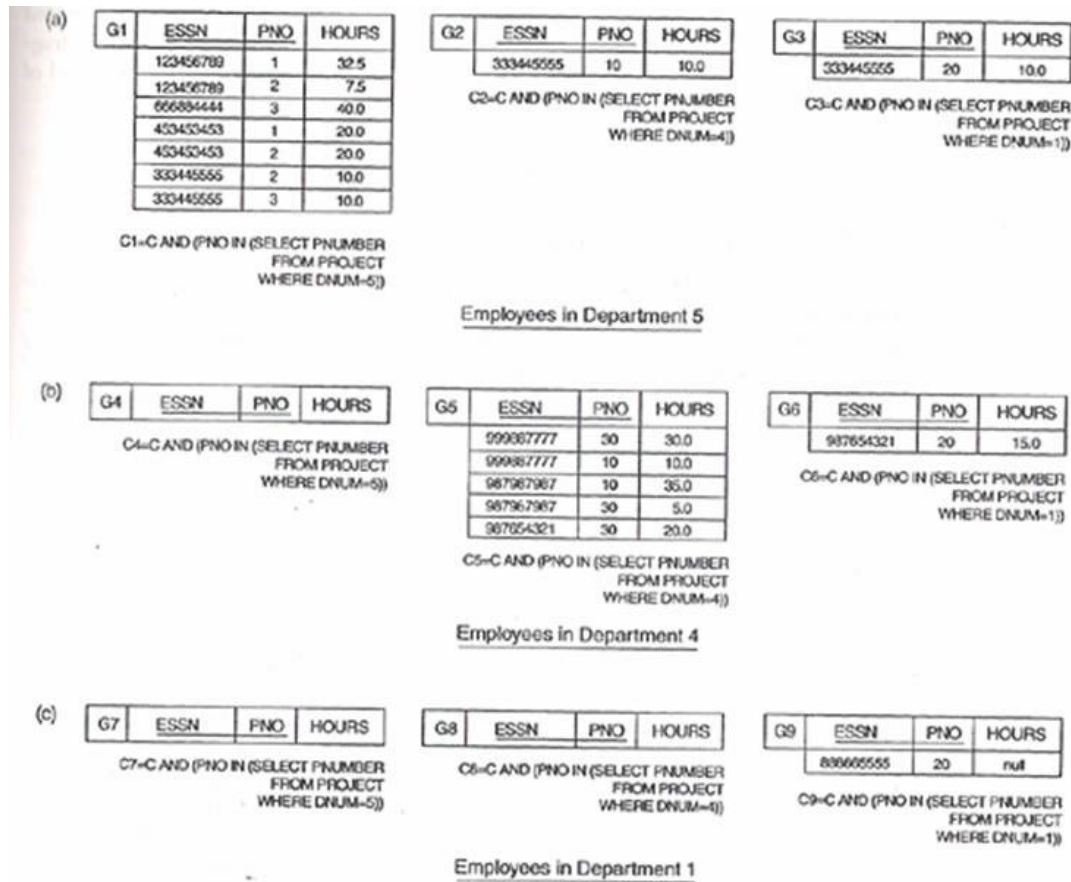 (a)
G1 ESSN PNO HOURS
123456789 1 32.5
123456789 2 7.5
666884444 3 40.0
453453453 1 20.0
453453453 2 20.0
333445555 2 10.0
333445555 3 10.0
C1=C AND (PNO IN (SELECT PNUMBER
FROM PROJECT
WHERE DNUM=5))
G2 ESSN PNO HOURS
333445555 10 10.0
C2=C AND (PNO IN (SELECT PNUMBER
FROM PROJECT
WHERE DNUM=4))
G3 ESSN PNO HOURS
333445555 20 10.0
C3=C AND (PNO IN (SELECT PNUMBER
FROM PROJECT
WHERE DNUM=1))
Employees in Department 5
(b)
G4 ESSN PNO HOURS
C4=C AND (PNO IN (SELECT PNUMBER
FROM PROJECT
WHERE DNUM=5))
G5 ESSN PNO HOURS
999887777 30 30.0
999887777 10 10.0
987987987 10 35.0
987987987 30 5.0
987654321 30 20.0
C5=C AND (PNO IN (SELECT PNUMBER
FROM PROJECT
WHERE DNUM=4))
G6 ESSN PNO HOURS
987654321 20 15.0
C6=C AND (PNO IN (SELECT PNUMBER
FROM PROJECT
WHERE DNUM=1))
Employees in Department 4
(c)
G7 ESSN PNO HOURS
C7=C AND (PNO IN (SELECT PNUMBER
FROM PROJECT
WHERE DNUM=5))
G8 ESSN PNO HOURS
C8=C AND (PNO IN (SELECT PNUMBER
FROM PROJECT
WHERE DNUM=4))
G9 ESSN PNO HOURS
888665555 20 null
C9=C AND (PNO IN (SELECT PNUMBER
FROM PROJECT
WHERE DNUM=1))
Employees in Department 1